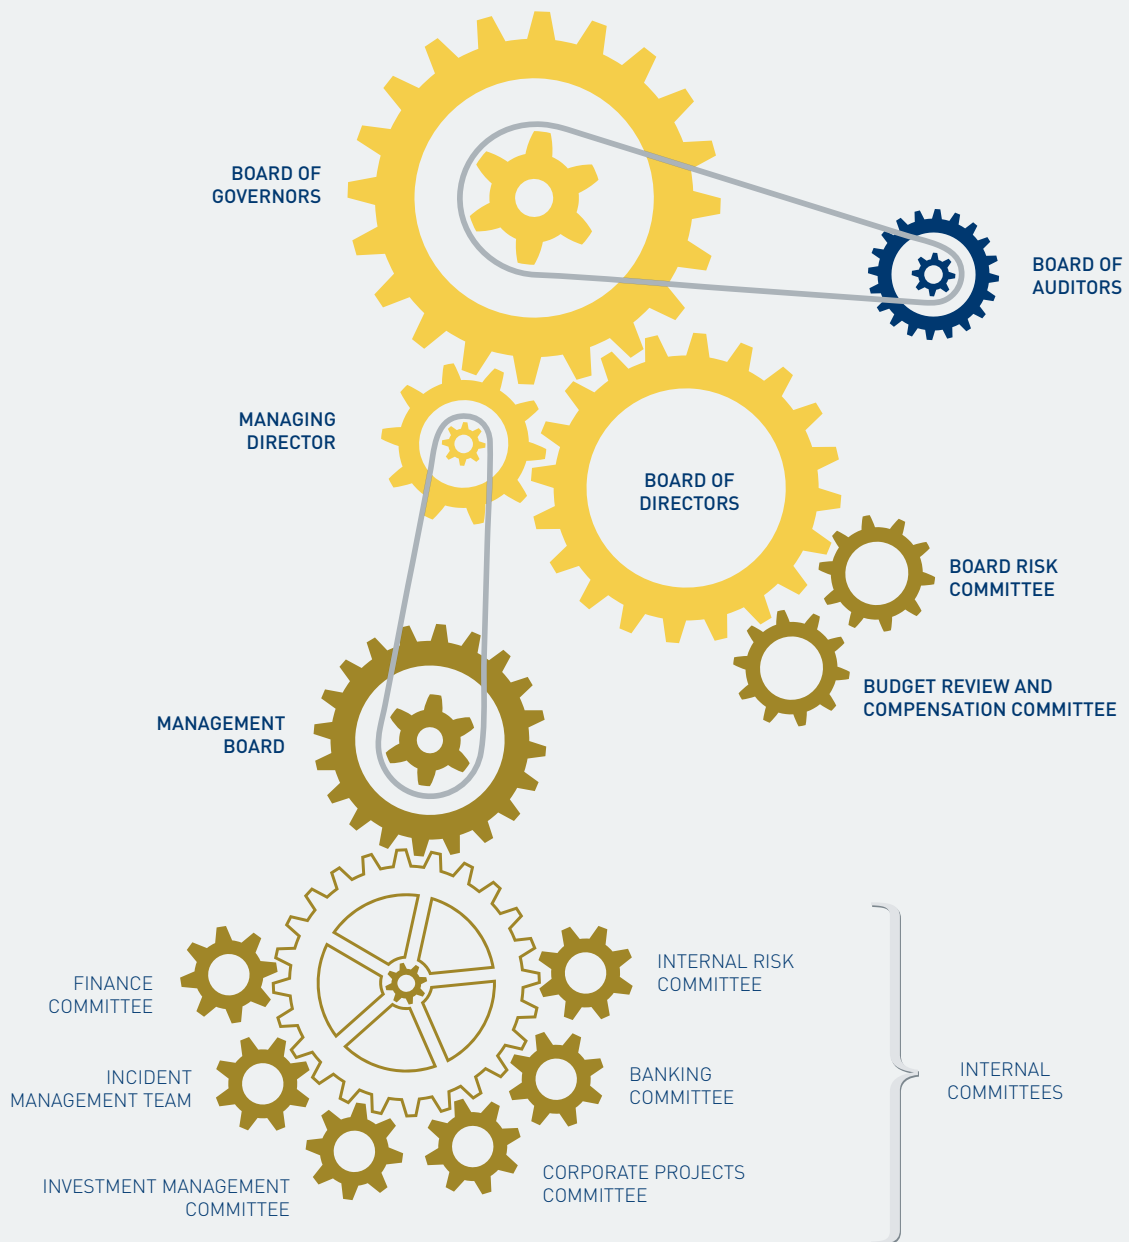 BOARD OF
GOVERNORS
BOARD OF
AUDITORS
MANAGING
DIRECTOR
BOARD OF
DIRECTORS
BOARD RISK
COMMITTEE
BUDGET REVIEW AND
COMPENSATION COMMITTEE
MANAGEMENT
BOARD
FINANCE
COMMITTEE
INTERNAL RISK
COMMITTEE
INCIDENT
MANAGEMENT TEAM
BANKING
COMMITTEE
INTERNAL
COMMITTEES
INVESTMENT MANAGEMENT
COMMITTEE
CORPORATE PROJECTS
COMMITTEE